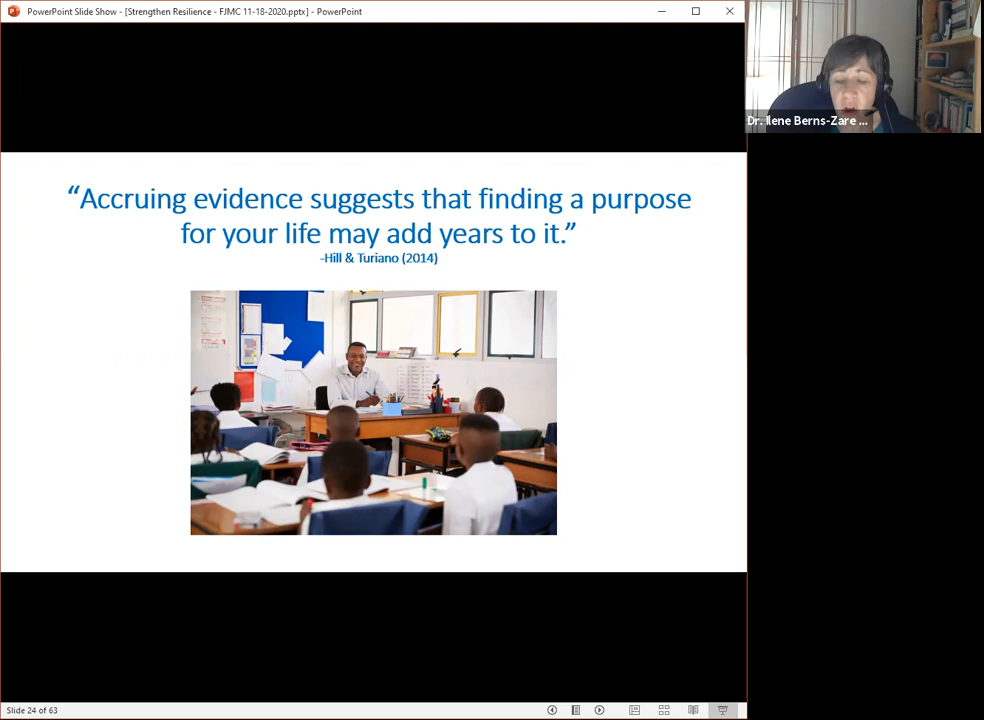 PowerPoint Slide Show - [Strengthen Resilience - FJMC 11-18-2020.pptx] - PowerPoint
Dr. Ilene Berns-Zare ...
“Accruing evidence suggests that finding a purpose
for your life may add years to it.”
-Hill & Turiano (2014)
Slide 24 of 63